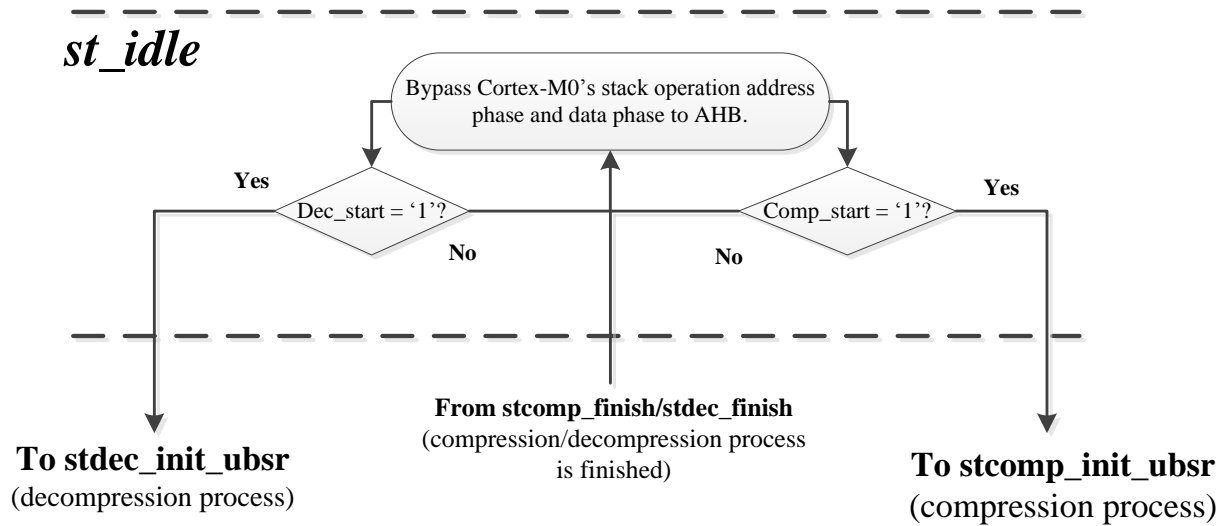 st_idle
Bypass Cortex-M0’s stack operation address
phase and data phase to AHB.
Yes
Yes
Dec_start = ‘1’?
Comp_start = ‘1’?
No
No
From stcomp_finish/stdec_finish
(compression/decompression process
is finished)
To stdec_init_ubsr
(decompression process)
To stcomp_init_ubsr
(compression process)